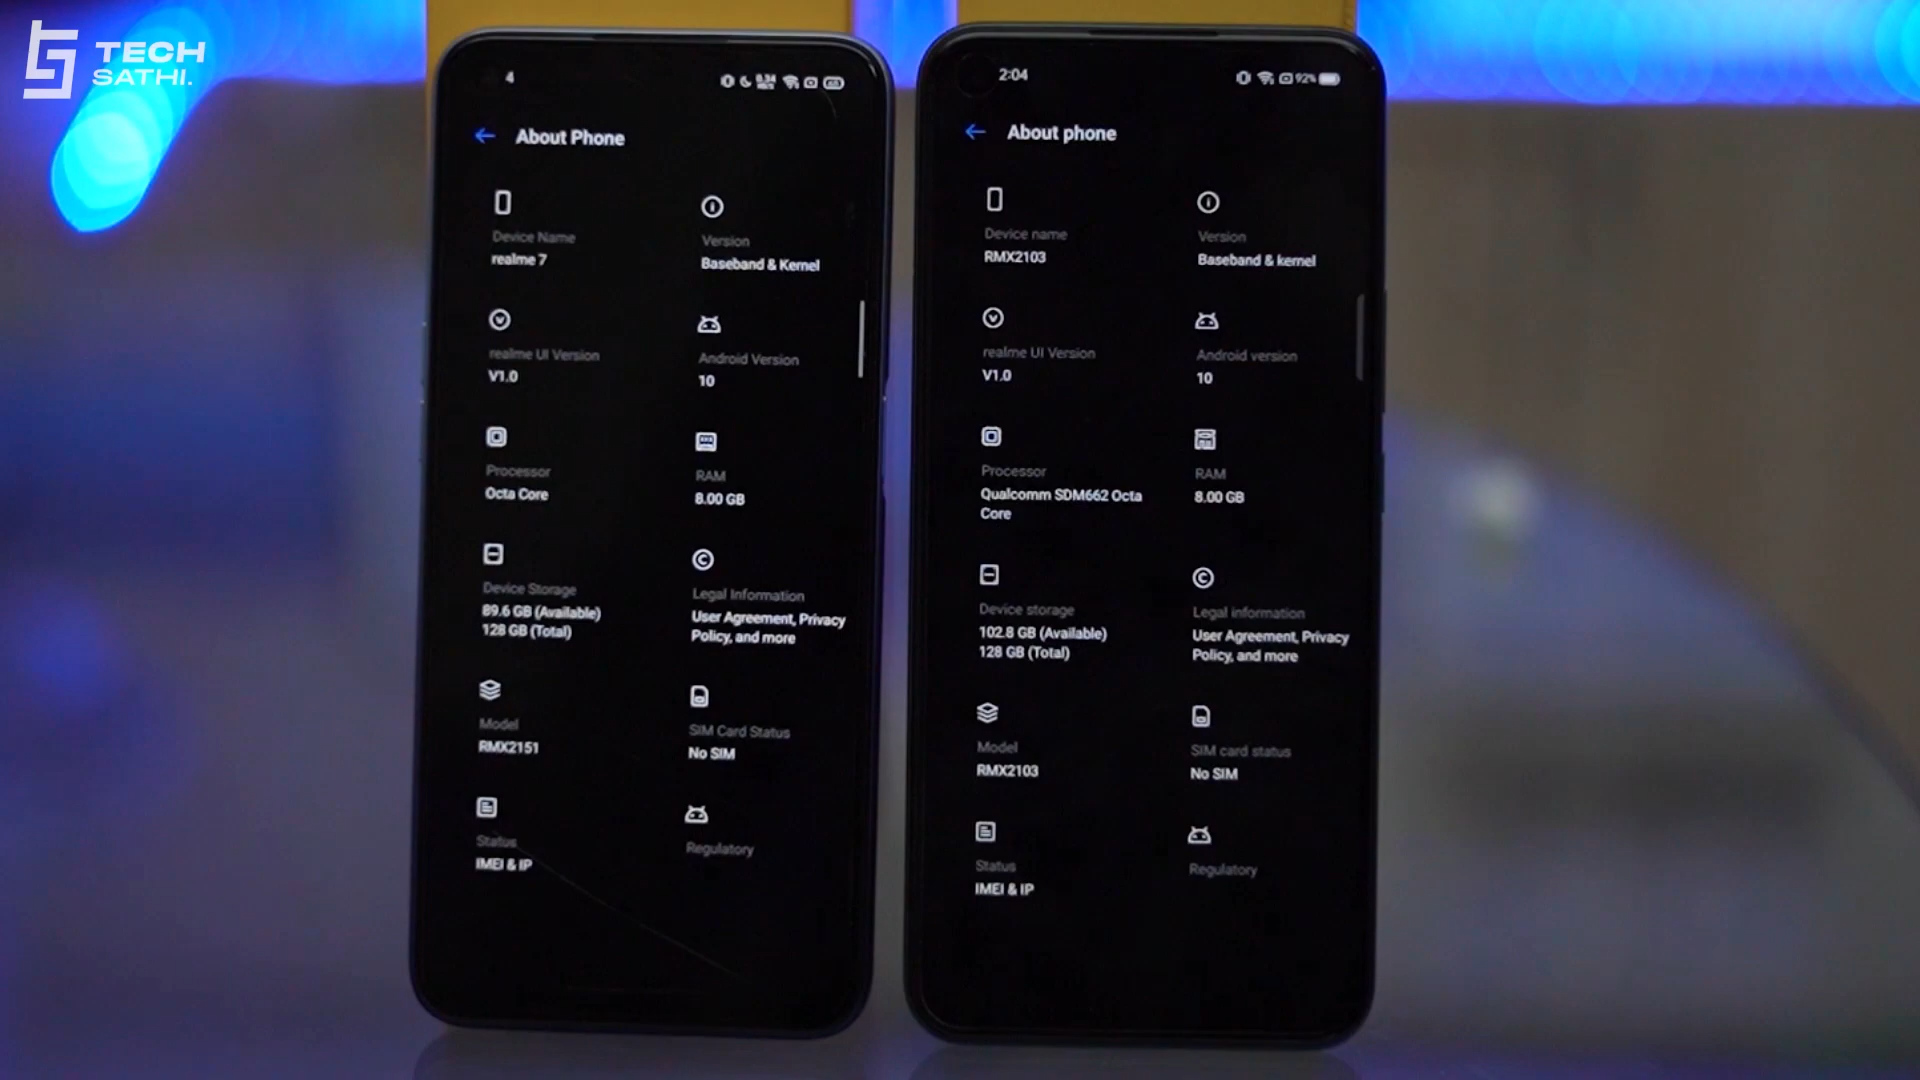 TECH
SATHI.
4
About Phone
Device Name
realme 7
Version
Baseband & Kernel
realme UI Version
V1.0
Android Version
10
Processor
Octa Core
RAM
8.00 GB
Device Storage
89.6 GB (Available)
128 GB (Total)
Legal Information
User Agreement, Privacy
Policy, and more
Model
RMX2151
SIM Card Status
No SIM
Status
IMEI & IP
Regulatory
2:04
92%
About phone
Device name
RMX2103
Version
Baseband & kernel
realme UI Version
V1.0
Android version
10
Processor
Qualcomm SDM662 Octa
Core
RAM
8.00 GB
Device storage
102.8 GB (Available)
128 GB (Total)
Legal information
User Agreement, Privacy
Policy, and more
Model
RMX2103
SIM card status
No SIM
Status
IMEI & IP
Regulatory